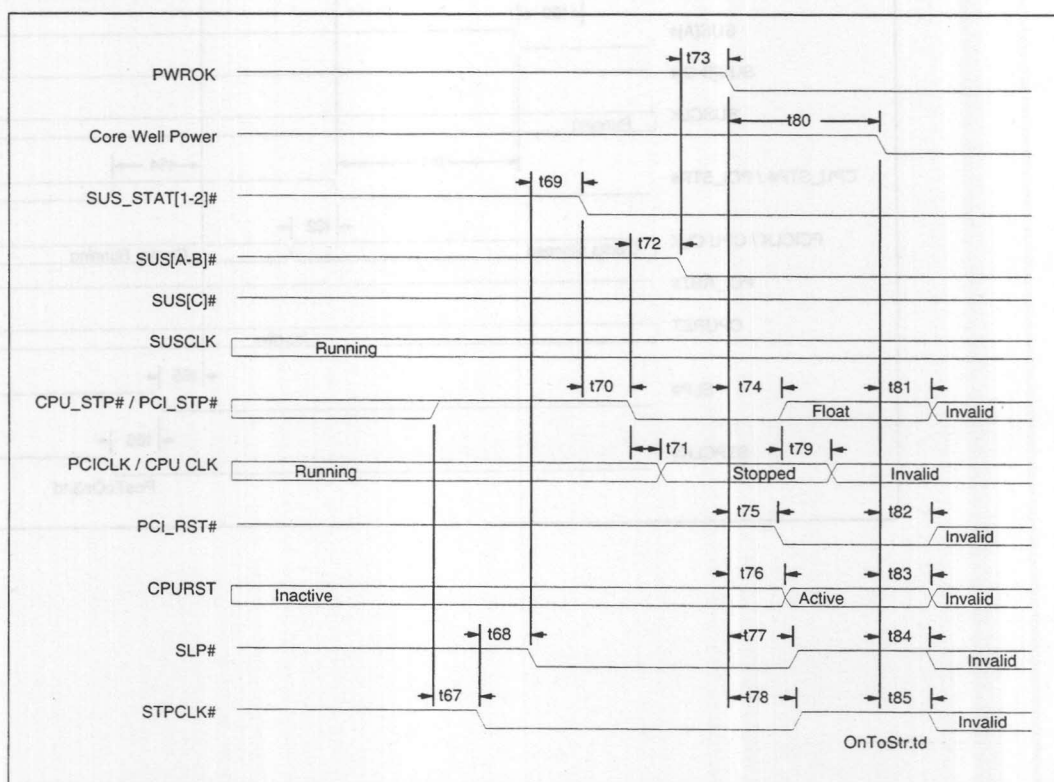 t73
PWROK
t80
Core Well Power
t69
SUS_STAT[1-2]#
t72
SUS[A-B]#
SUS[C]#
SUSCLK
Running
t70
t74
t81
CPU_STP# / PCI_STP#
Float
Invalid
t71
t79
PCICLK / CPU CLK
Running
Stopped
Invalid
t75
t82
PCI_RST#
Invalid
t76
t83
CPURST
Inactive
Active
Invalid
t68
t77
t84
SLP#
Invalid
t67
t78
t85
STPCLK#
Invalid
OnToStr.td